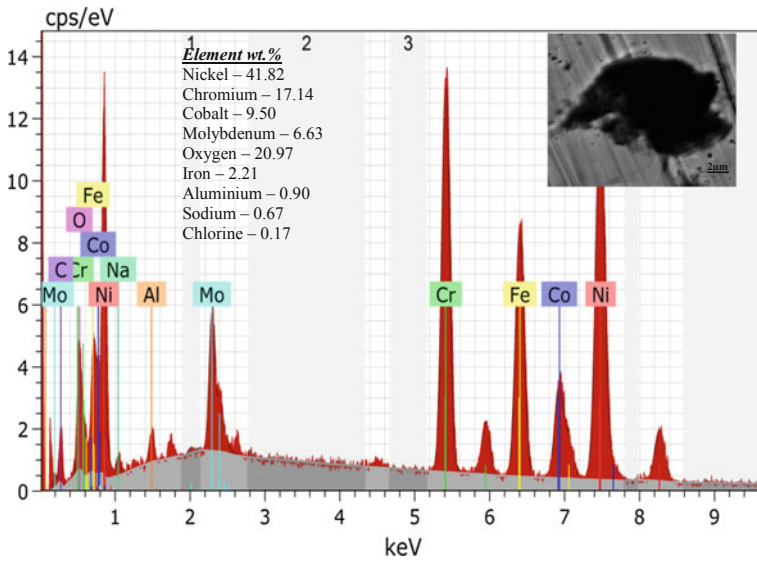 cps/eV
1 2 3
Element wt.%
Nickel – 41.82
Chromium – 17.14
Cobalt – 9.50
Molybdenum – 6.63
Oxygen – 20.97
Iron – 2.21
Aluminium – 0.90
Sodium – 0.67
Chlorine – 0.17
2µm
14
12
10
8
6
4
2
0
Fe
O
Co
C Cr Na
Mo Ni Al Mo Cr Fe Co Ni
1 2 3 4 5 6 7 8 9
keV